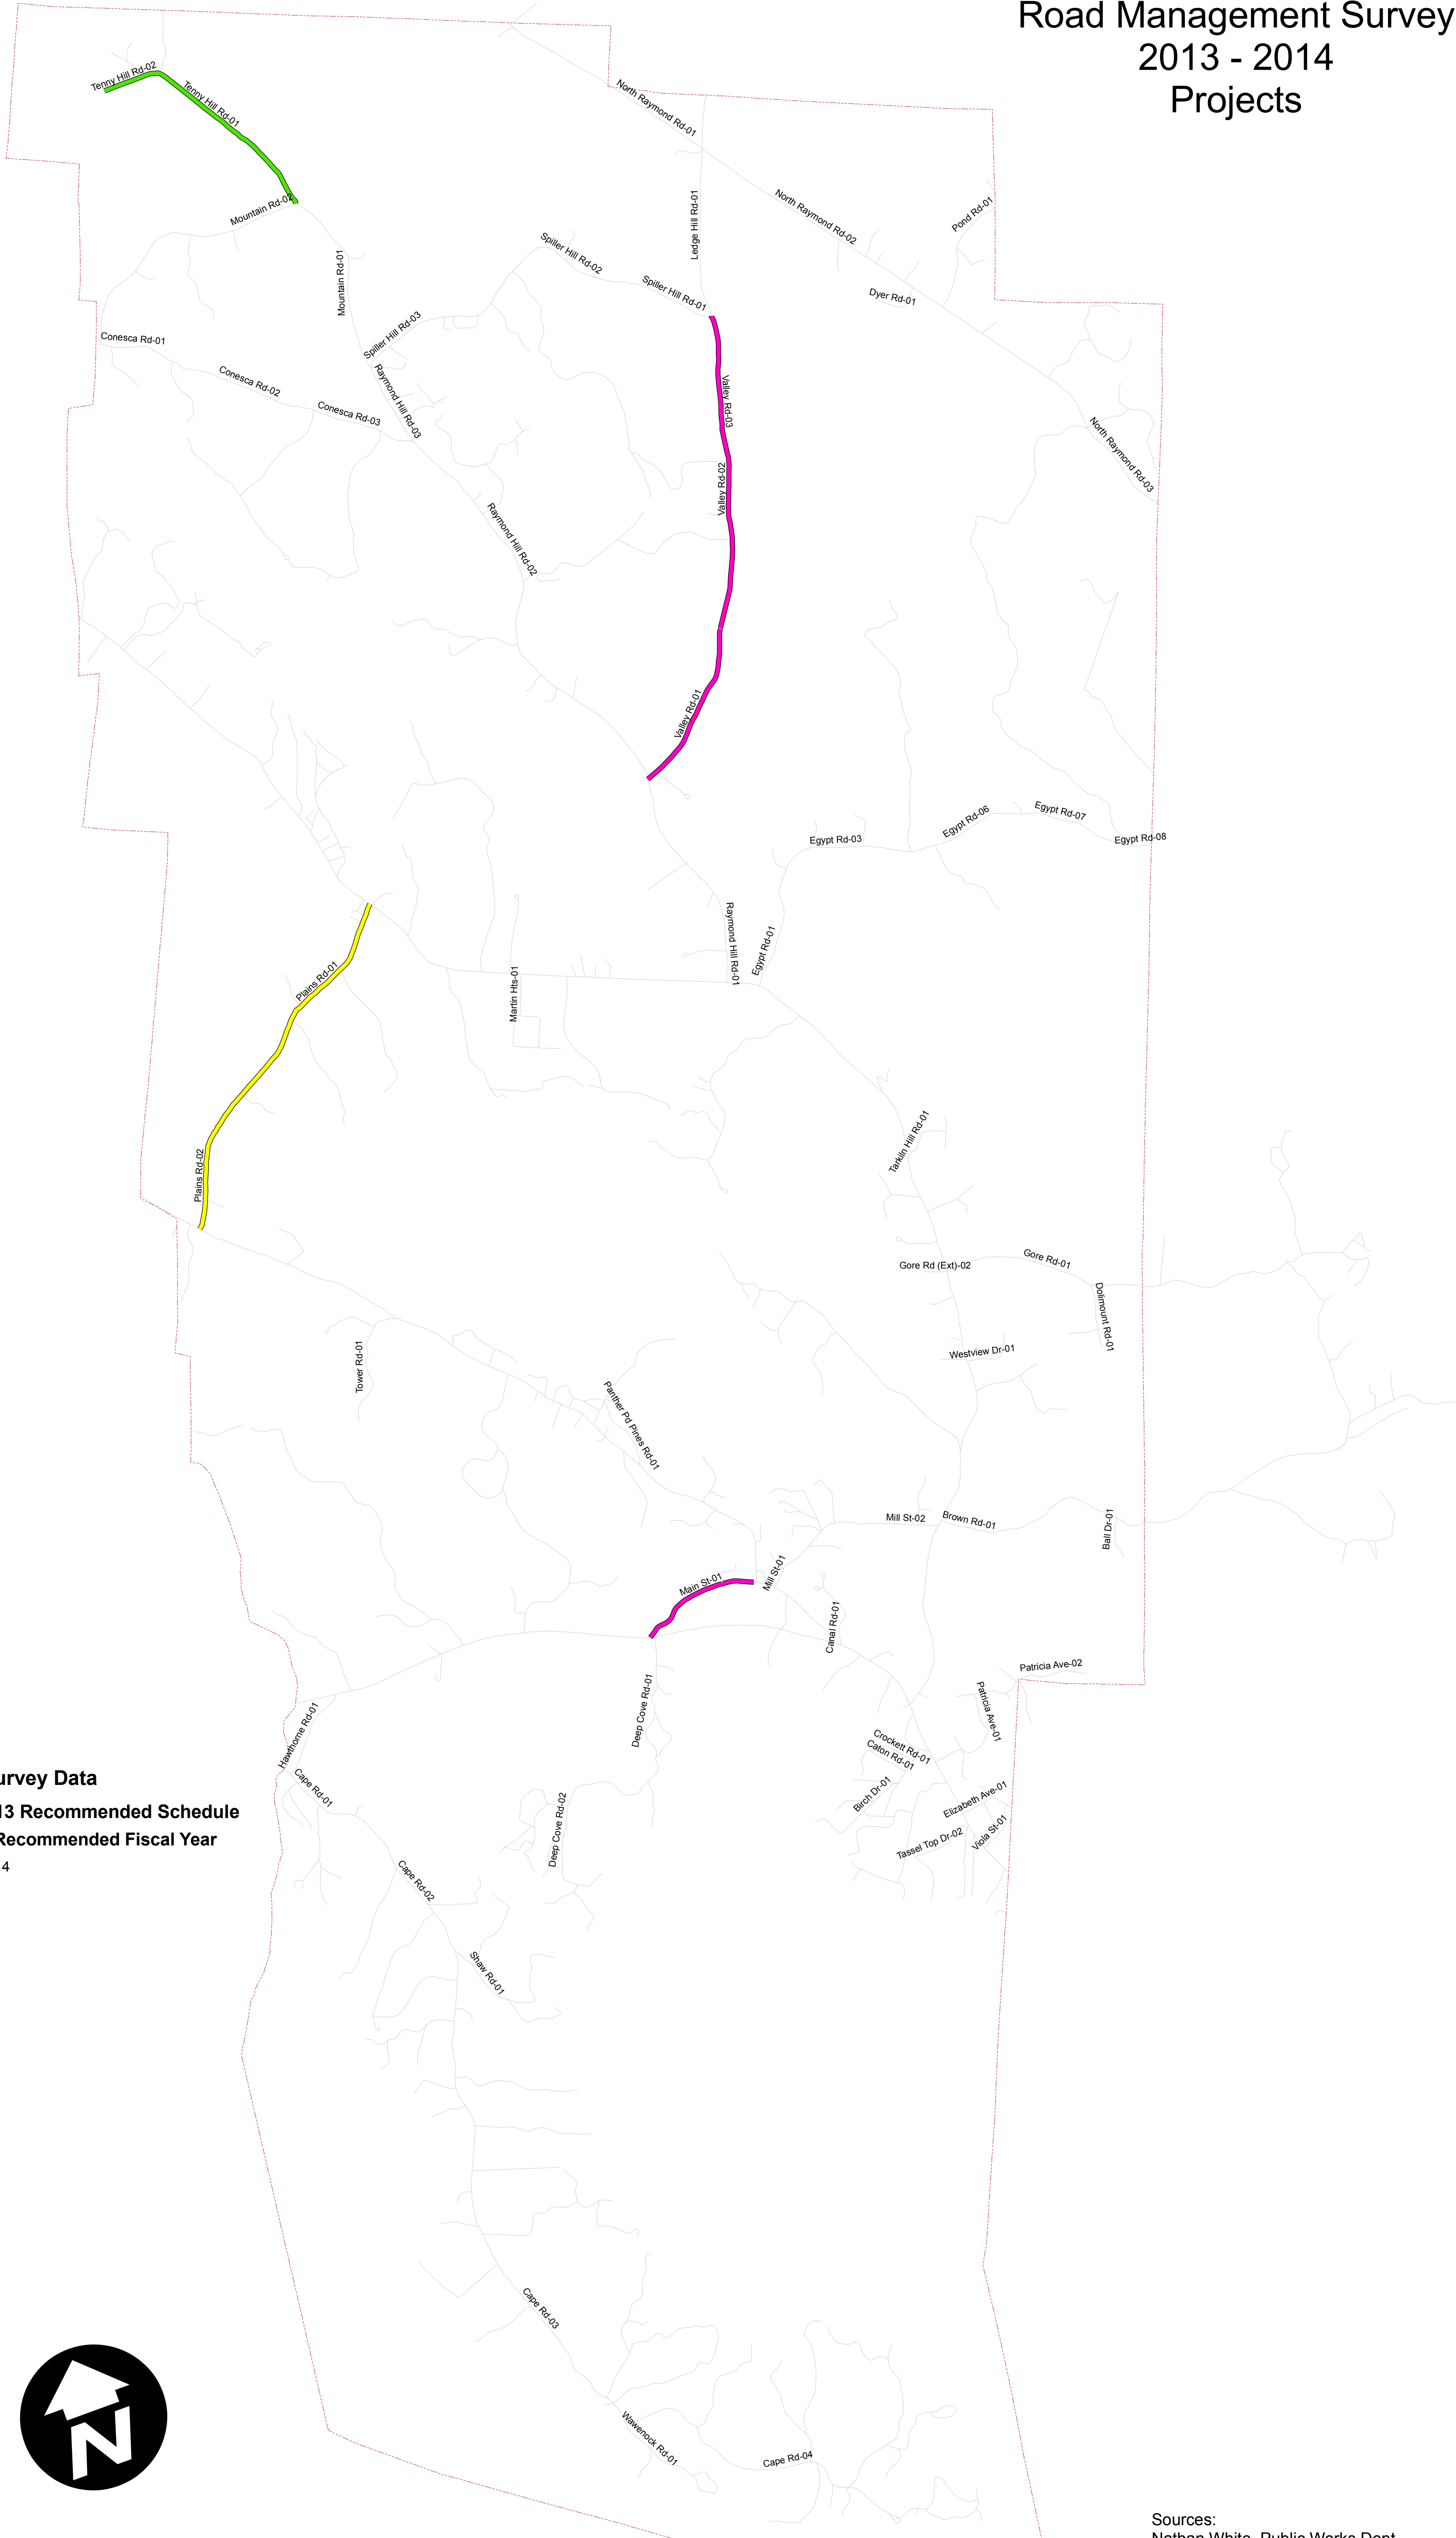 Road Management Survey
2013 - 2014
Projects
Tenny Hill Rd-02
Tenny Hill Rd-01
North Raymond Rd-01
Mountain Rd-02
Ledge Hill Rd-01
North Raymond Rd-02
Pond Rd-01
Mountain Rd-01
Spiller Hill Rd-02
Spiller Hill Rd-01
Dyer Rd-01
Conesca Rd-01
Spiller Hill Rd-03
Conesca Rd-02
Raymond Hill Rd-03
Conesca Rd-03
Valley Rd-03
North Raymond Rd-03
Valley Rd-02
Raymond Hill Rd-02
Valley Rd-01
Egypt Rd-03
Egypt Rd-06
Egypt Rd-07
Egypt Rd-08
Raymond Hill Rd-01
Egypt Rd-01
Plains Rd-01
Martin Hts-01
Tarkiln Hill Rd-01
Plains Rd-02
Gore Rd (Ext)-02
Gore Rd-01
Dolimount Rd-01
Tower Rd-01
Westview Dr-01
Panther Pd Pines Rd-01
Mill St-02
Brown Rd-01
Ball Dr-01
Main St-01
Mill St-01
Canal Rd-01
Deep Cove Rd-01
Patricia Ave-02
Patricia Ave-01
Hawthorne Rd-01
Crockett Rd-01
Caton Rd-01
Cape Rd-01
Birch Dr-01
Elizabeth Ave-01
Deep Cove Rd-02
Tassel Top Dr-02
Viola St-01
urvey Data
13 Recommended Schedule
Recommended Fiscal Year
4
Cape Rd-02
Shaw Rd-01
Cape Rd-03
N
Wawenock Rd-01
Cape Rd-04
Sources:
Nathan White, Public Works Dept